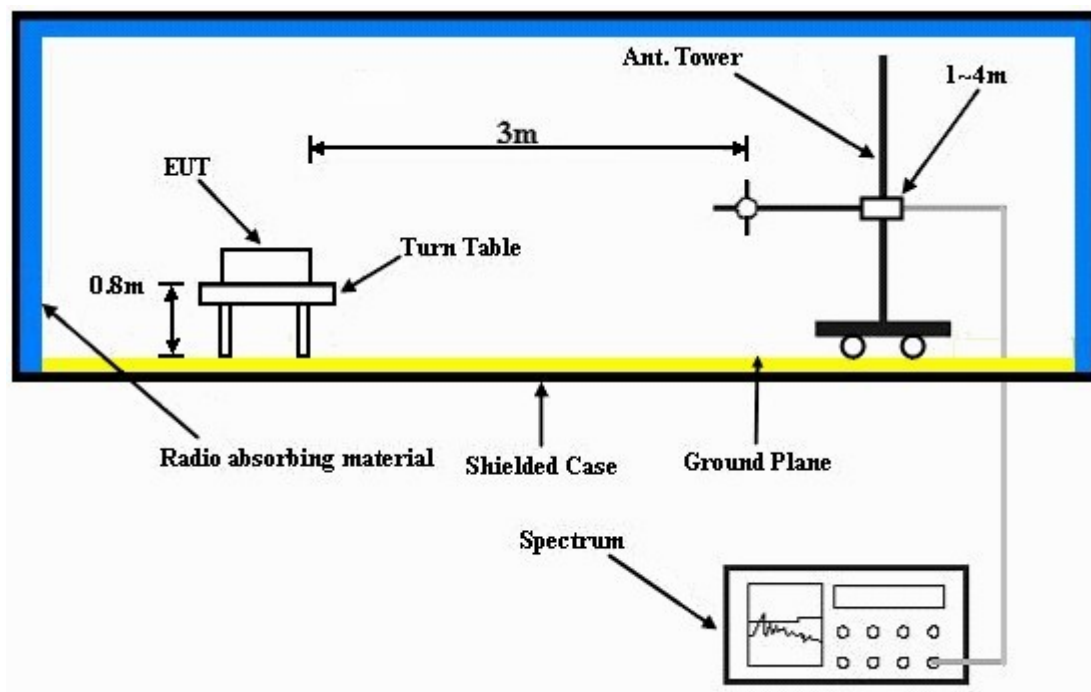 Ant. Tower
1~4m
3m
EUT
Turn Table
0.8m
Radio absorbing material
Shielded Case
Ground Plane
Spectrum